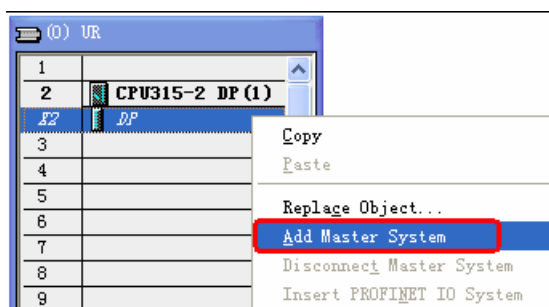 (0) UR
1
2 CPU315-2 DP(1)
E2 DP
3
4
5
6
7
8
9
Copy
Paste
Replace Object...
Add Master System
Disconnect Master System
Insert PROFINET IO System